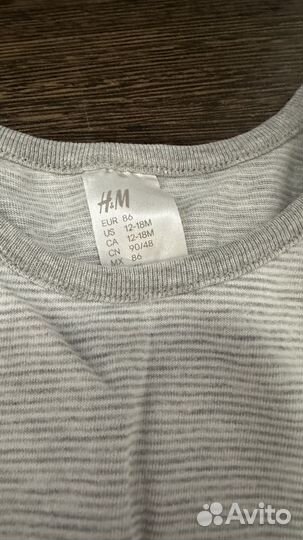 H&M
EUR 86
US 12-18M
CA 12-18M
CN 90/48
MX 86
Avito